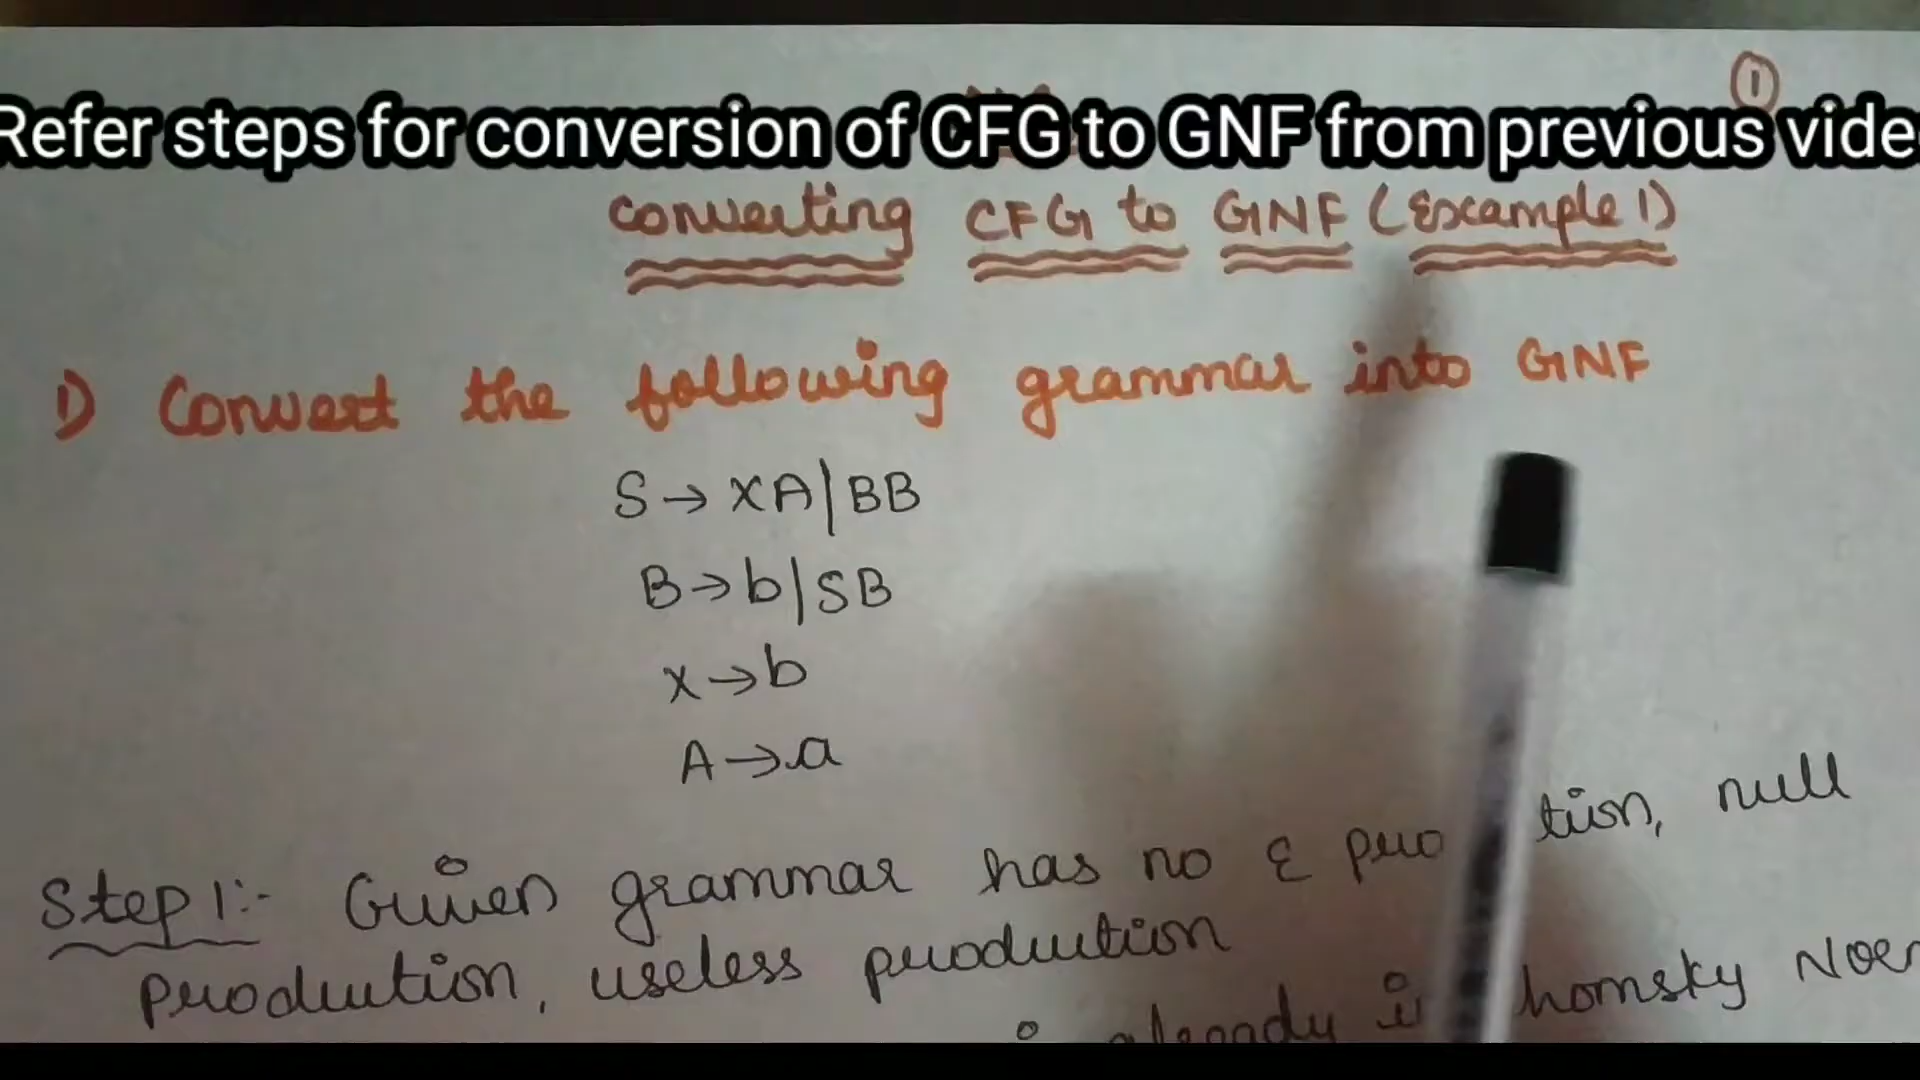 ①
Refer steps for conversion of CFG to GNF from previous vide
Converting CFG to GNF (Example 1)
1) Convert the following grammar into GNF
S → XA | BB
B → b | SB
X → b
A → a
Step 1:- Given grammar has no ε tion, null
production, useless production
already homsky